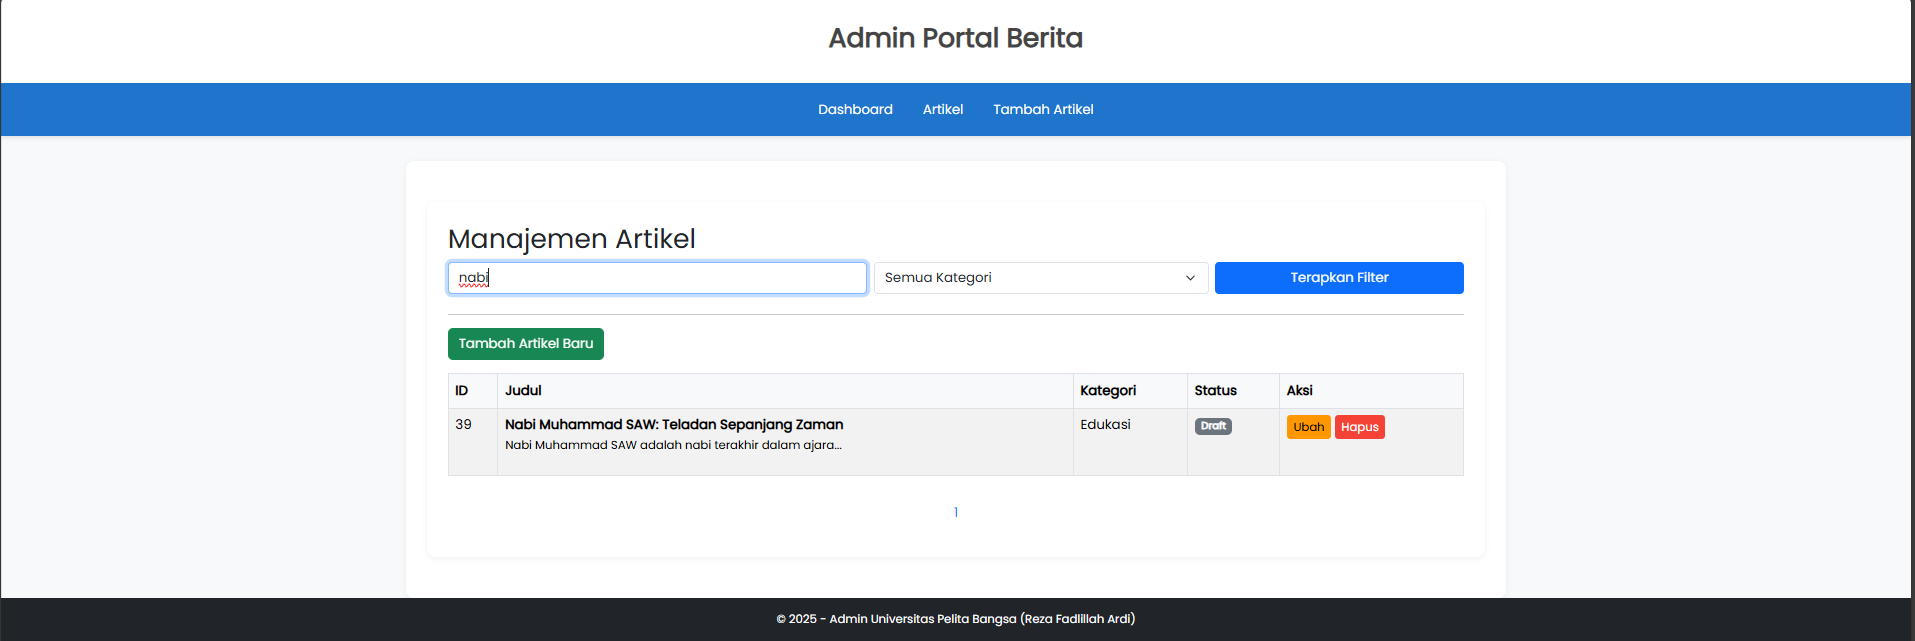 Admin Portal Berita
Dashboard Artikel Tambah Artikel
Manajemen Artikel
nabi Semua Kategori Terapkan Filter
Tambah Artikel Baru
ID Judul Kategori Status Aksi
39 Nabi Muhammad SAW: Teladan Sepanjang Zaman Edukasi Draft Ubah Hapus
Nabi Muhammad SAW adalah nabi terakhir dalam ajara...
1
© 2025 - Admin Universitas Pelita Bangsa (Reza Fadlillah Ardi)